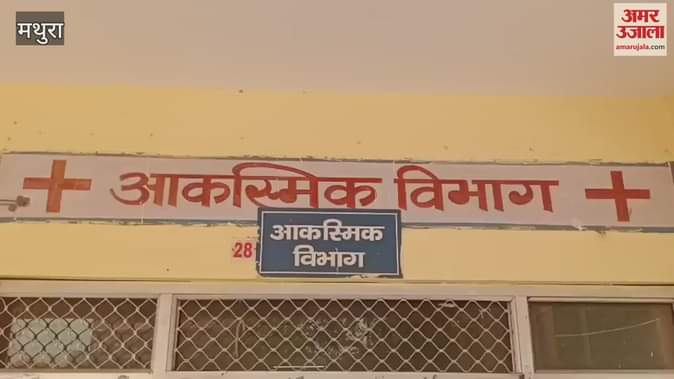 मथुरा
अमर
उजाला
amarujala.com
आकस्मिक विभाग
28
आकस्मिक
विभाग